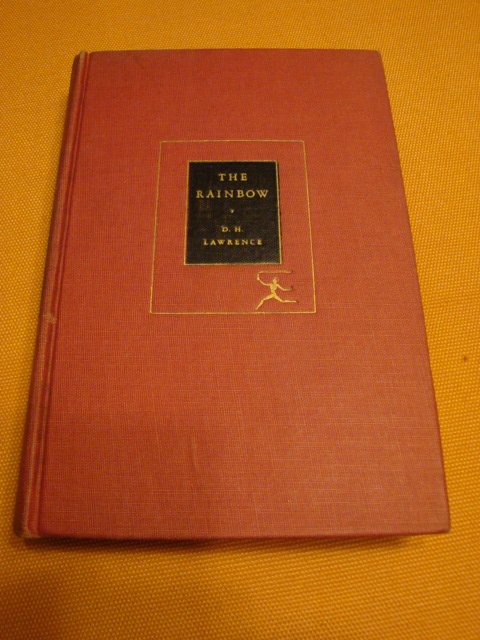 THE
RAINBOW
D. H.
LAWRENCE